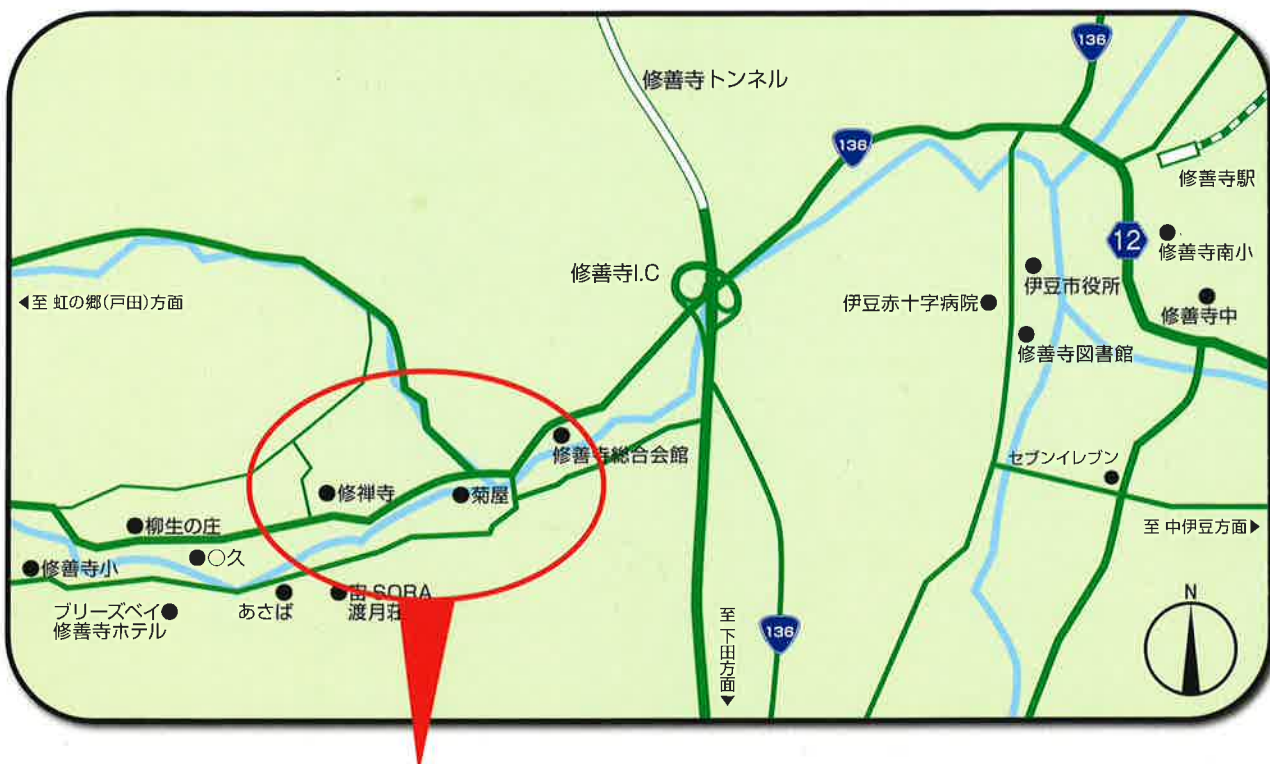 136
修善寺トンネル
136
修善寺駅
12
修善寺南小
修善寺I.C
伊豆市役所
◀至 虹の郷(戸田)方面
伊豆赤十字病院
修善寺中
修善寺図書館
修善寺総合会館
セブンイレブン
修禅寺
菊屋
柳生の庄
至 中伊豆方面▶
○久
修善寺小
あさば
宙 SORA
渡月荘
ブリーズベイ
修善寺ホテル
N
至 下田方面▼
136